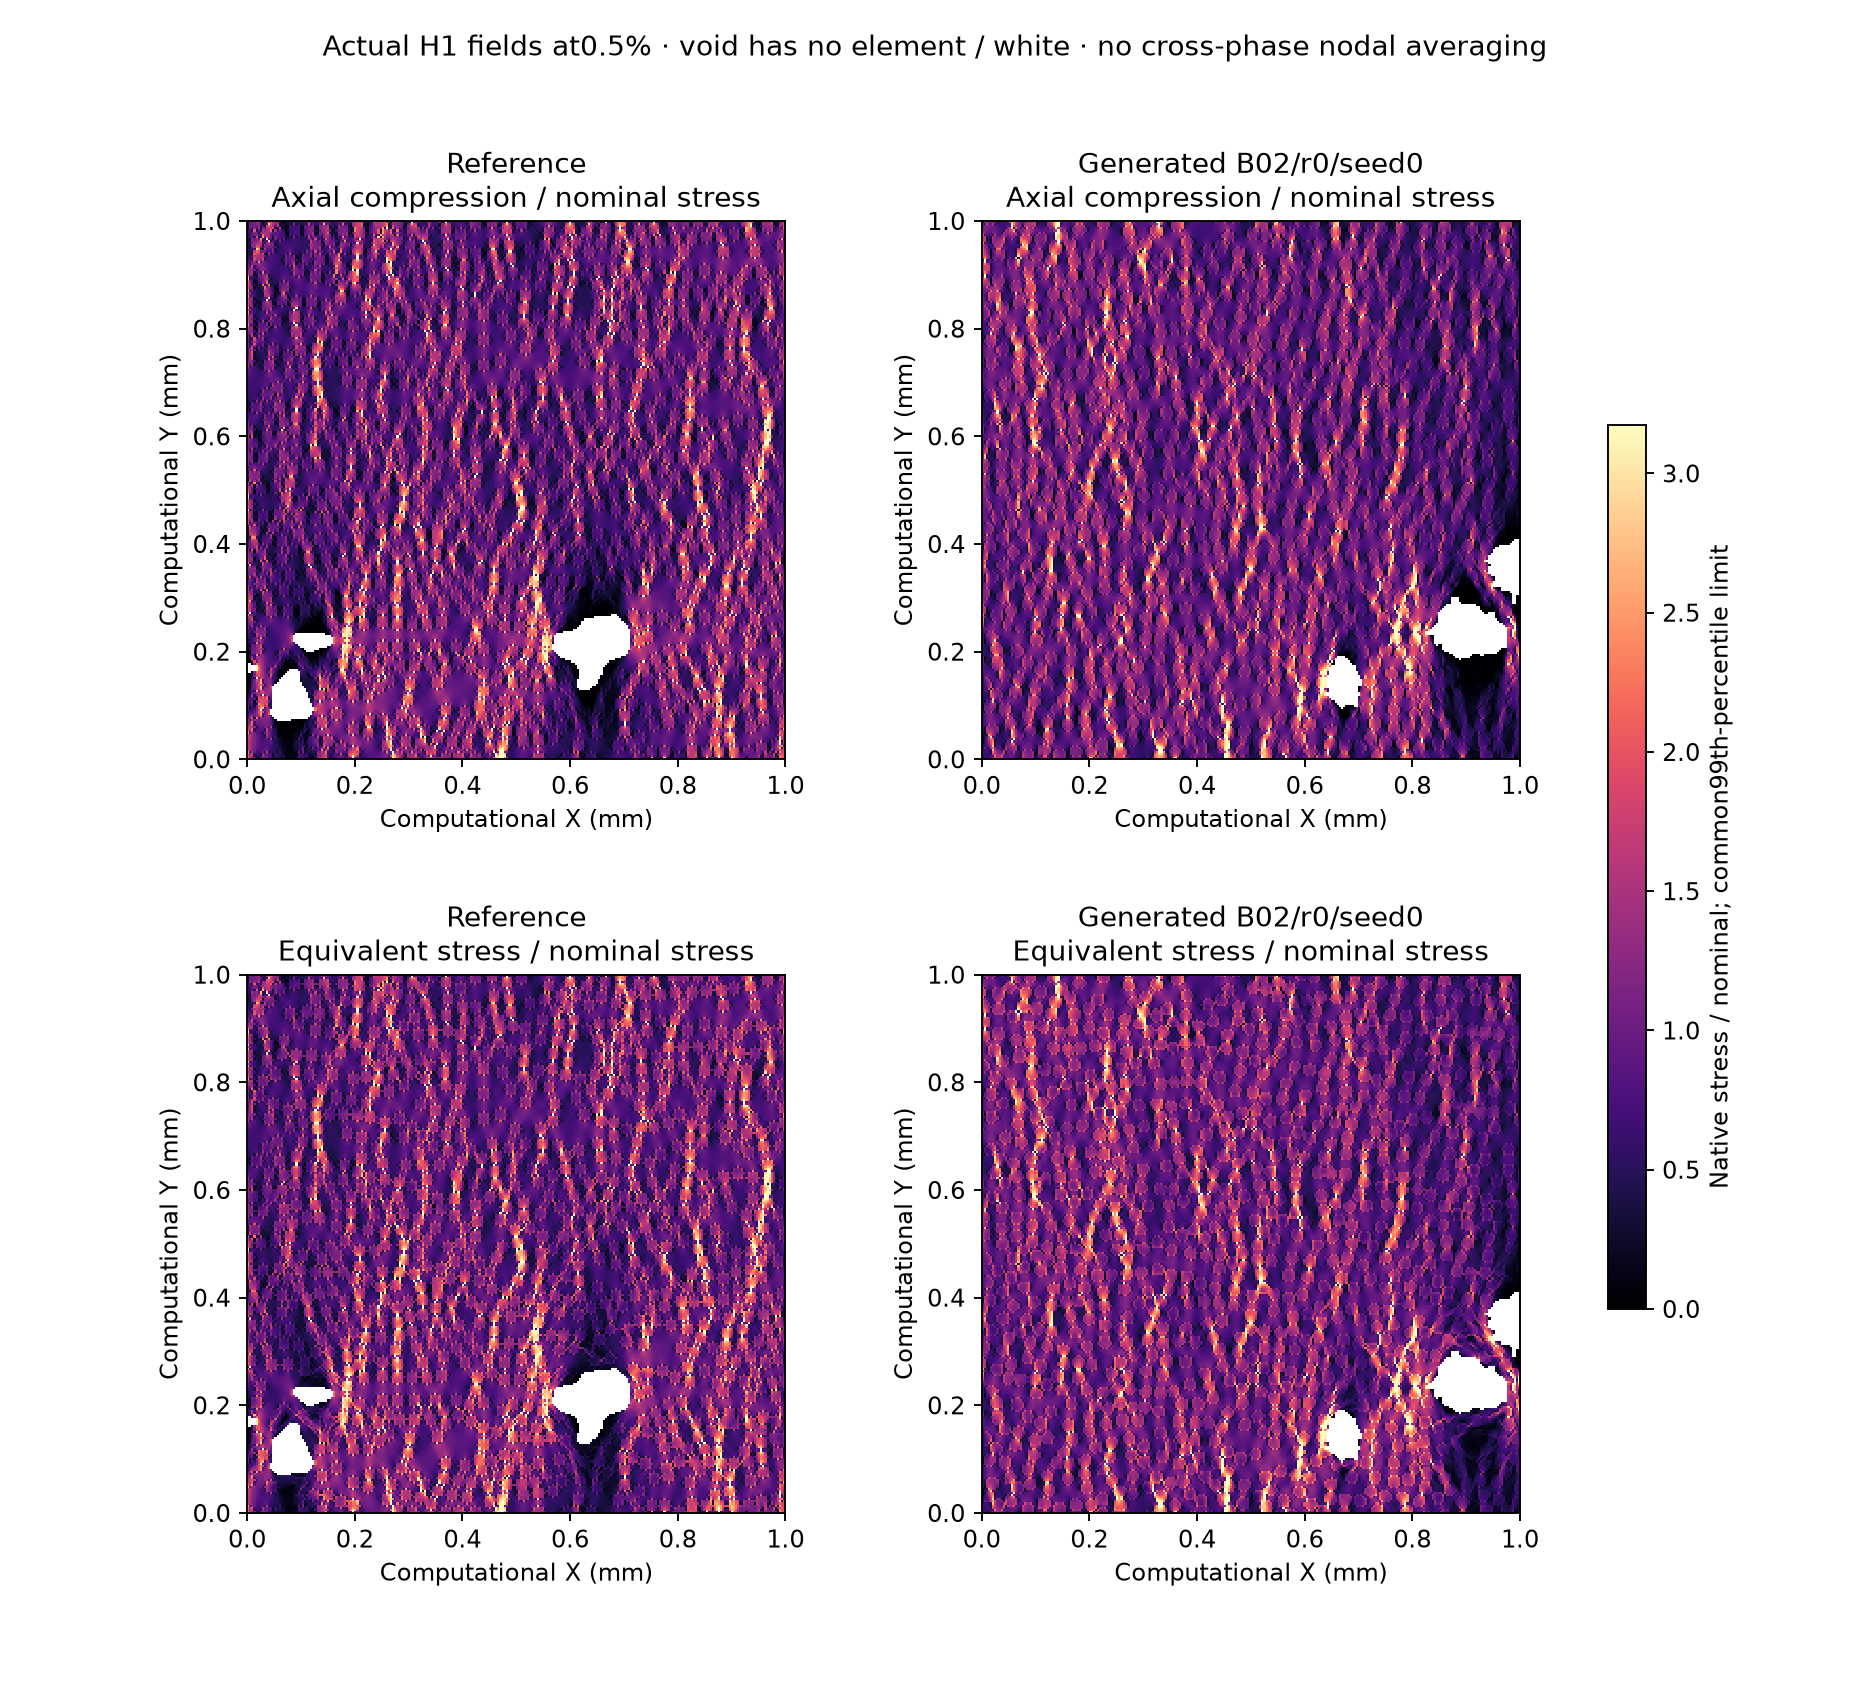 Actual H1 fields at0.5% · void has no element / white · no cross-phase nodal averaging
Reference
Axial compression / nominal stress
1.0
0.8
0.6
0.4
0.2
0.0
Computational Y (mm)
0.0 0.2 0.4 0.6 0.8 1.0
Computational X (mm)
Generated B02/r0/seed0
Axial compression / nominal stress
1.0
0.8
0.6
0.4
0.2
0.0
Computational Y (mm)
0.0 0.2 0.4 0.6 0.8 1.0
Computational X (mm)
Reference
Equivalent stress / nominal stress
1.0
0.8
0.6
0.4
0.2
0.0
Computational Y (mm)
0.0 0.2 0.4 0.6 0.8 1.0
Computational X (mm)
Generated B02/r0/seed0
Equivalent stress / nominal stress
1.0
0.8
0.6
0.4
0.2
0.0
Computational Y (mm)
0.0 0.2 0.4 0.6 0.8 1.0
Computational X (mm)
3.0
2.5
2.0
1.5
1.0
0.5
0.0
Native stress / nominal; common99th-percentile limit